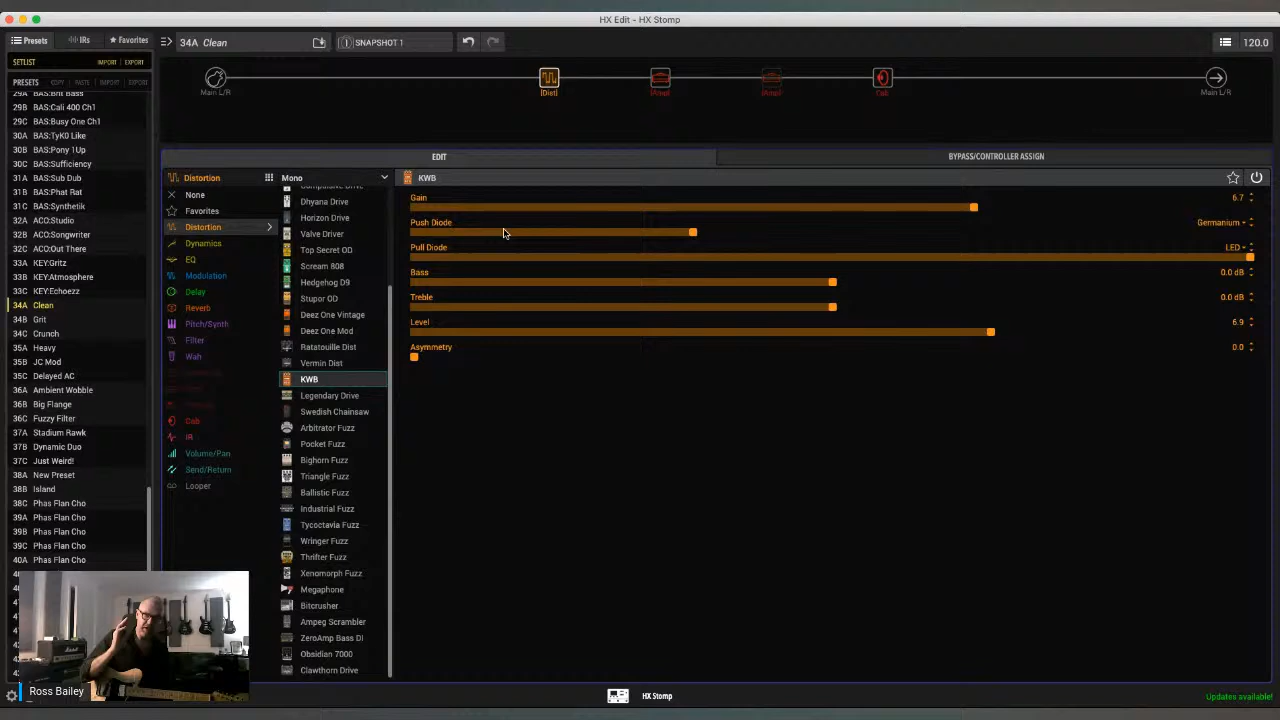 HX Edit - HX Stomp
Presets
IRs
Favorites
34A Clean
SNAPSHOT 1
120.0
SETLIST
IMPORT
EXPORT
PRESETS
COPY
PASTE
IMPORT
EXPORT
29A BAS:Brit Bass
29B BAS:Cali 400 Ch1
29C BAS:Busy One Ch1
30A BAS:TyK0 Like
30B BAS:Pony 1Up
30C BAS:Sufficiency
31A BAS:Sub Dub
31B BAS:Phat Rat
31C BAS:Synthetik
32A ACO:Studio
32B ACO:Songwriter
32C ACO:Out There
33A KEY:Gritz
33B KEY:Atmosphere
33C KEY:Echoezz
34A Clean
34B Grit
34C Crunch
35A Heavy
35B JC Mod
35C Delayed AC
36A Ambient Wobble
36B Big Flange
36C Fuzzy Filter
37A Stadium Rawk
37B Dynamic Duo
37C Just Weird!
38A New Preset
38B Island
38C Phas Flan Cho
39A Phas Flan Cho
39B Phas Flan Cho
39C Phas Flan Cho
40A Phas Flan Cho
Main L/R
[Dist]
[Amp]
[Amp]
Cab
Main L/R
EDIT
BYPASS/CONTROLLER ASSIGN
Distortion
None
Favorites
Distortion
Dynamics
EQ
Modulation
Delay
Reverb
Pitch/Synth
Filter
Wah
Cab
IR
Volume/Pan
Send/Return
Looper
Mono
Compulsive Drive
Dhyana Drive
Horizon Drive
Valve Driver
Top Secret OD
Scream 808
Hedgehog D9
Stupor OD
Deez One Vintage
Deez One Mod
Ratatouille Dist
Vermin Dist
KWB
Legendary Drive
Swedish Chainsaw
Arbitrator Fuzz
Pocket Fuzz
Bighorn Fuzz
Triangle Fuzz
Ballistic Fuzz
Industrial Fuzz
Tycoctavia Fuzz
Wringer Fuzz
Thrifter Fuzz
Xenomorph Fuzz
Megaphone
Bitcrusher
Ampeg Scrambler
ZeroAmp Bass DI
Obsidian 7000
Clawthorn Drive
KWB
Gain 6.7
Push Diode Germanium
Pull Diode LED
Bass 0.0 dB
Treble 0.0 dB
Level 6.9
Asymmetry 0.0
Ross Bailey
HX Stomp
Updates available!